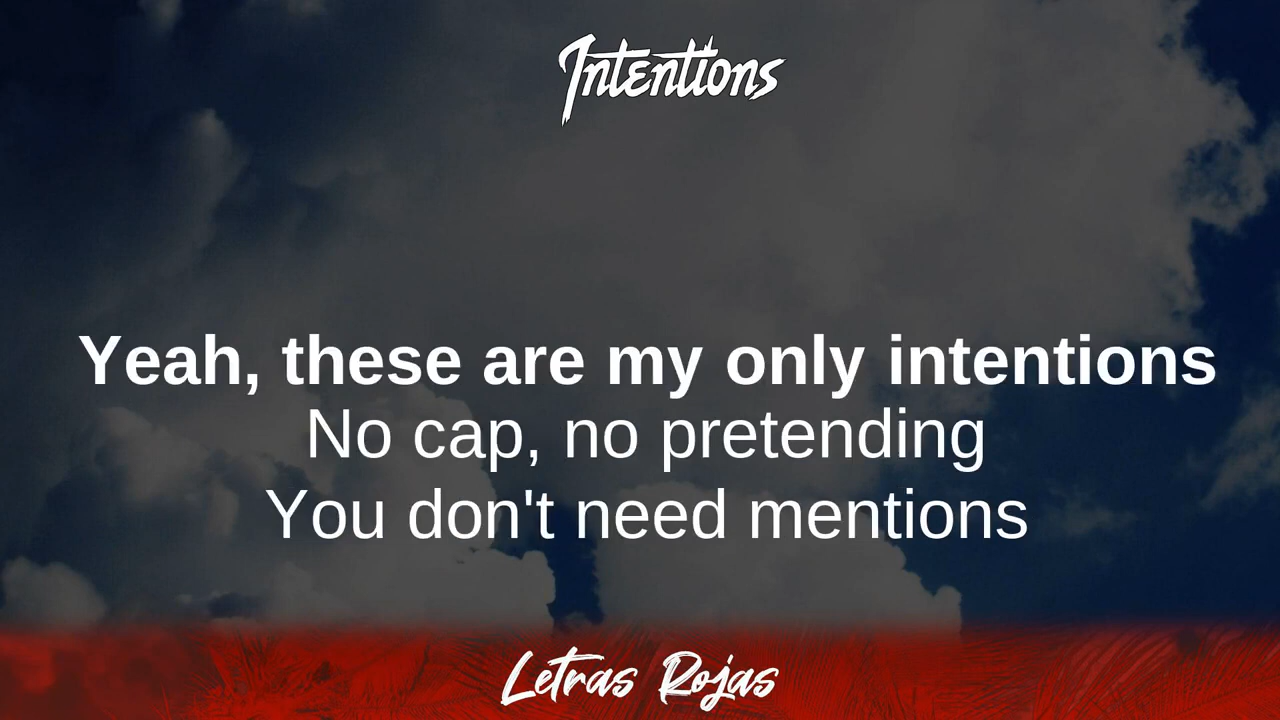 Intentions
Yeah, these are my only intentions
No cap, no pretending
You don't need mentions
Letras Rojas